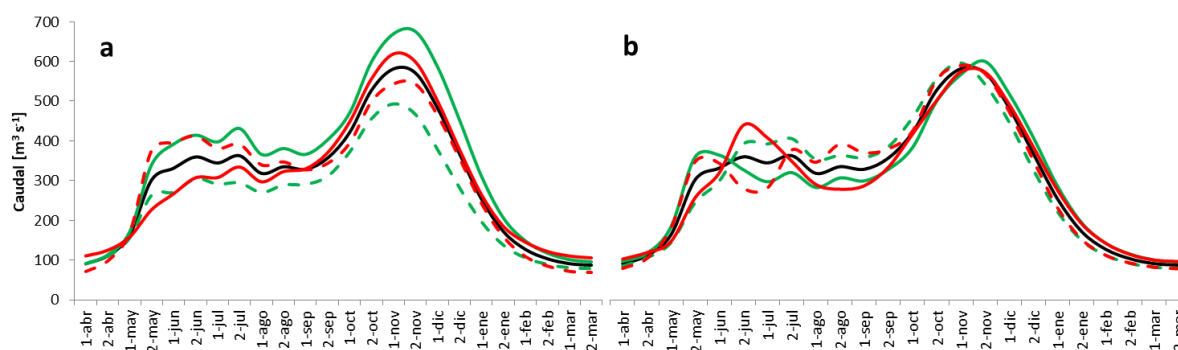 700
600
500
400
300
200
100
0
Caudal [m³ s⁻¹]
a
b
1-abr
2-abr
1-may
2-may
1-jun
2-jun
1-jul
2-jul
1-ago
2-ago
1-sep
2-sep
1-oct
2-oct
1-nov
2-nov
1-dic
2-dic
1-ene
2-ene
1-feb
2-feb
1-mar
2-mar
1-abr
2-abr
1-may
2-may
1-jun
2-jun
1-jul
2-jul
1-ago
2-ago
1-sep
2-sep
1-oct
2-oct
1-nov
2-nov
1-dic
2-dic
1-ene
2-ene
1-feb
2-feb
1-mar
2-mar